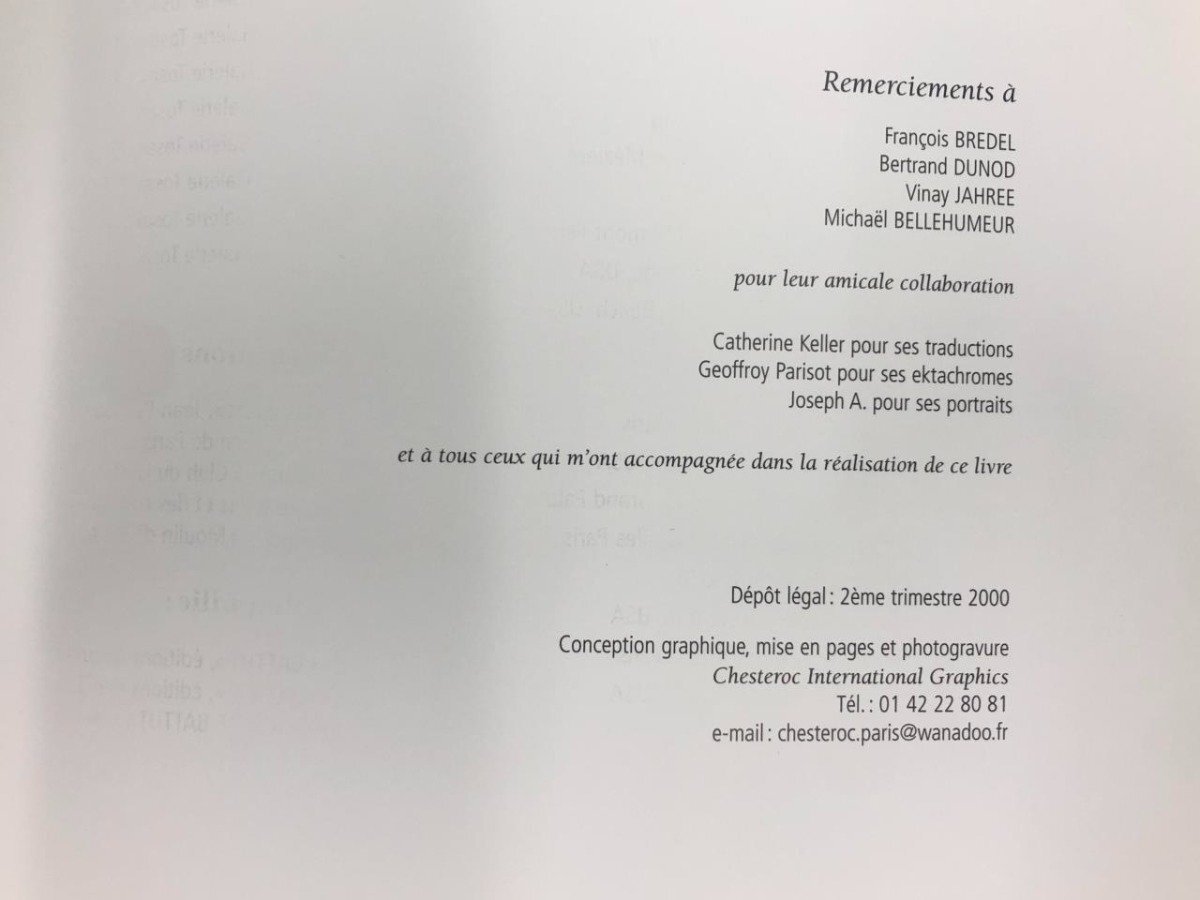 Remerciements à
François BREDEL
Bertrand DUNOD
Vinay JAHREE
Michaël BELLEHUMEUR
pour leur amicale collaboration
Catherine Keller pour ses traductions
Geoffroy Parisot pour ses ektachromes
Joseph A. pour ses portraits
et à tous ceux qui m'ont accompagnée dans la réalisation de ce livre
Dépôt légal : 2ème trimestre 2000
Conception graphique, mise en pages et photogravure
Chesteroc International Graphics
Tél. : 01 42 22 80 81
e-mail : chesteroc.paris@wanadoo.fr